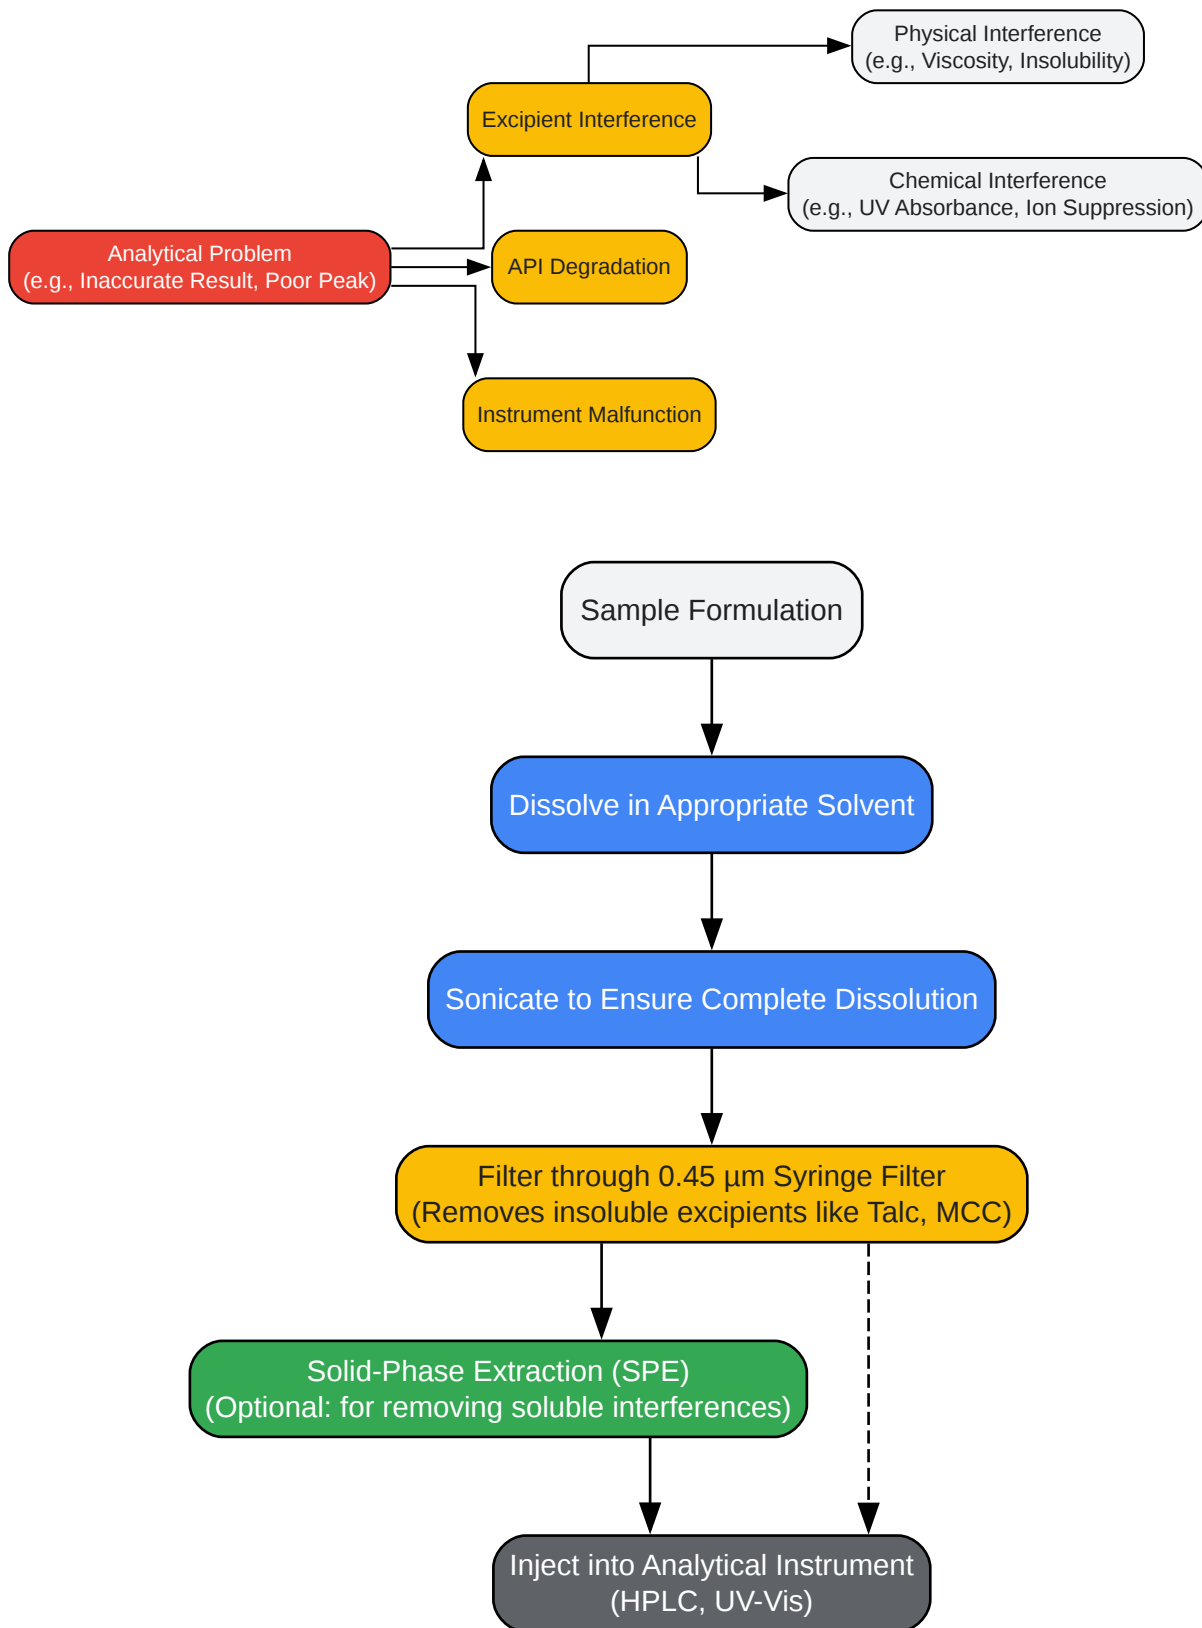 Physical Interference
(e.g., Viscosity, Insolubility)
Excipient Interference
Chemical Interference
(e.g., UV Absorbance, Ion Suppression)
Analytical Problem
(e.g., Inaccurate Result, Poor Peak)
API Degradation
Instrument Malfunction
Sample Formulation
Dissolve in Appropriate Solvent
Sonicate to Ensure Complete Dissolution
Filter through 0.45 µm Syringe Filter
(Removes insoluble excipients like Talc, MCC)
Solid-Phase Extraction (SPE)
(Optional: for removing soluble interferences)
Inject into Analytical Instrument
(HPLC, UV-Vis)